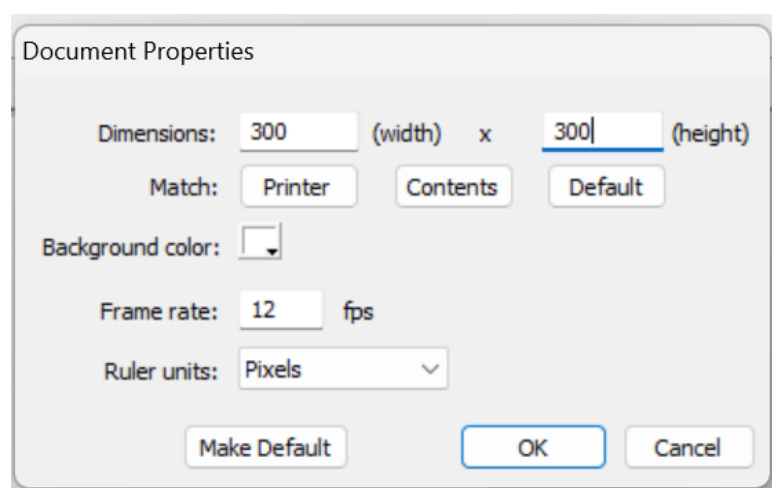 Document Properties
Dimensions: 300 (width) x 300 (height)
Match: Printer Contents Default
Background color:
Frame rate: 12 fps
Ruler units: Pixels
Make Default OK Cancel